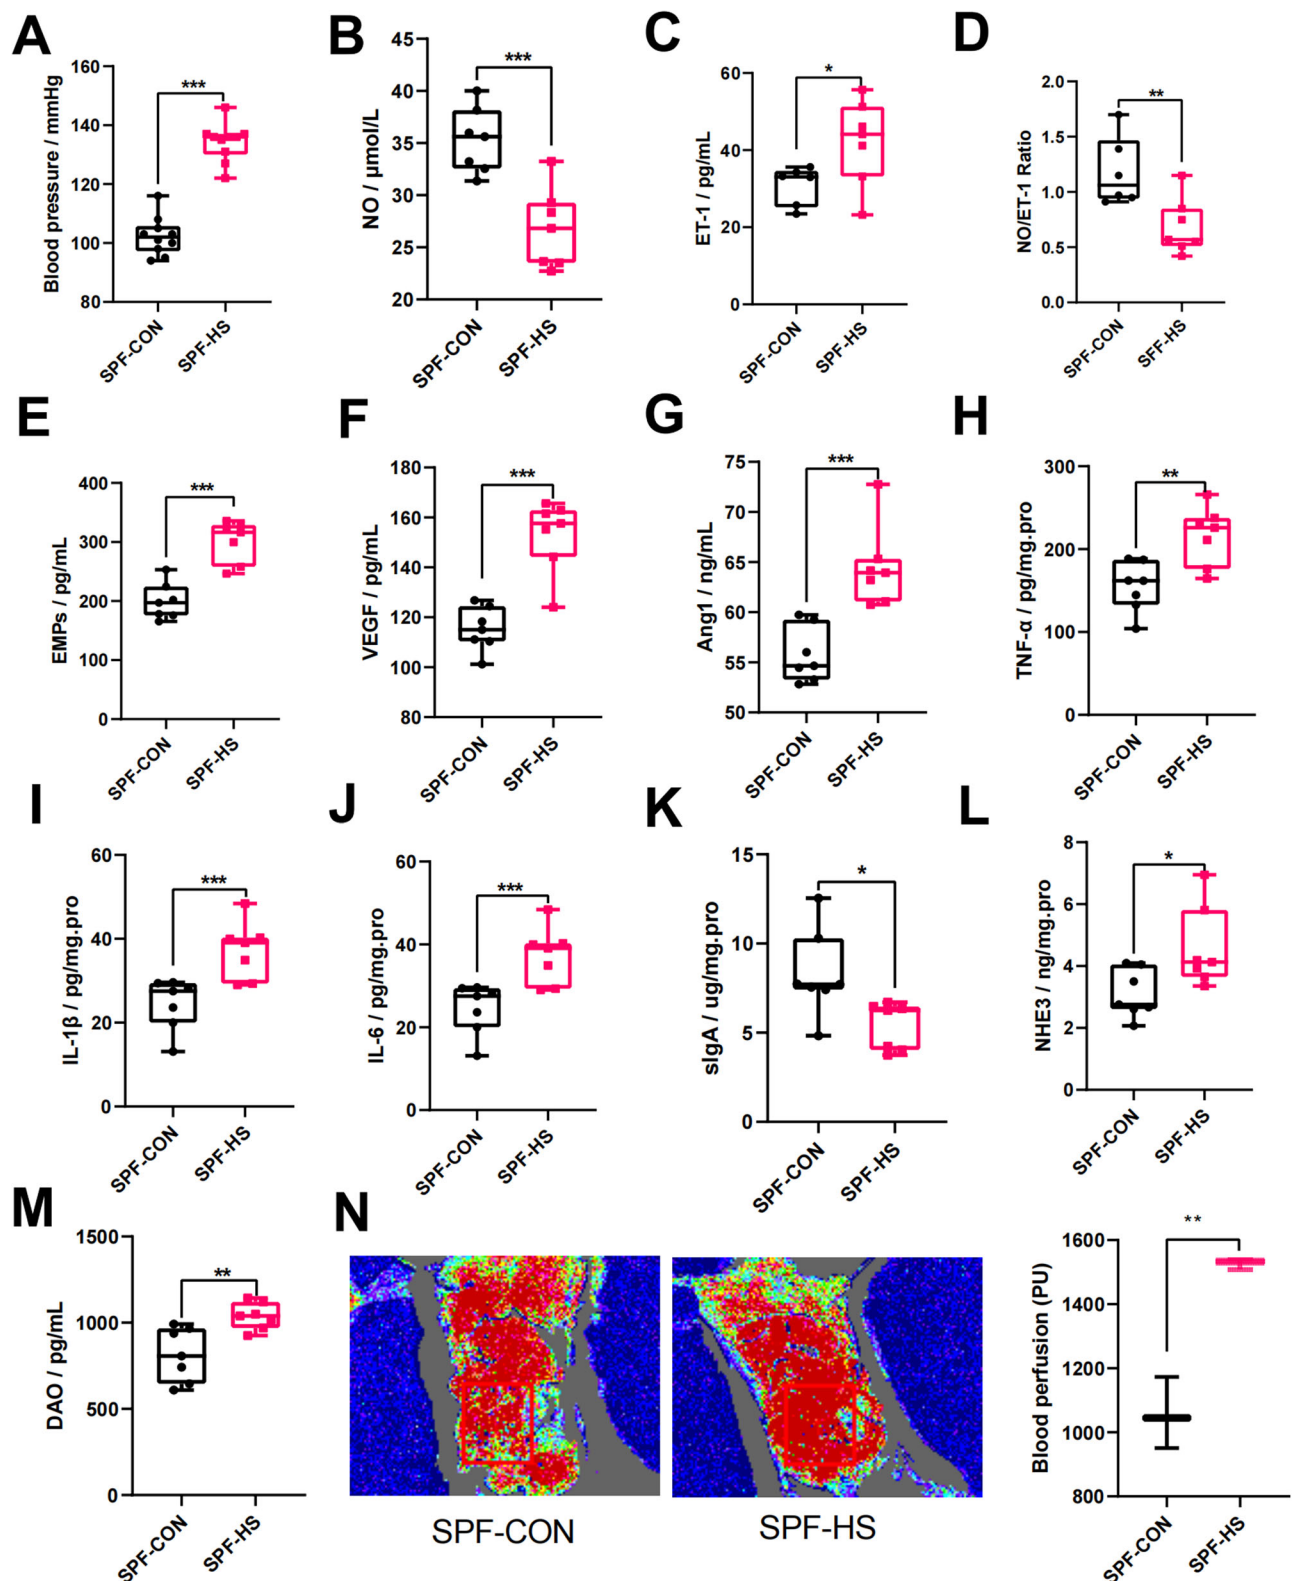 A
Blood pressure / mmHg
160
140
120
100
80
***
SPF-CON
SPF-HS
B
NO / μmol/L
45
40
35
30
25
20
***
SPF-CON
SPF-HS
C
ET-1 / pg/mL
60
40
20
0
*
SPF-CON
SPF-HS
D
NO/ET-1 Ratio
2.0
1.5
1.0
0.5
0.0
**
SPF-CON
SFF-HS
E
EMPs / pg/mL
400
300
200
100
0
***
SPF-CON
SPF-HS
F
VEGF / pg/mL
180
160
140
120
100
80
***
SPF-CON
SPF-HS
G
Ang1 / ng/mL
75
70
65
60
55
50
***
SPF-CON
SPF-HS
H
TNF-α / pg/mg.pro
300
200
100
0
**
SPF-CON
SPF-HS
I
IL-1β / pg/mg.pro
60
40
20
0
***
SPF-CON
SPF-HS
J
IL-6 / pg/mg.pro
60
40
20
0
***
SPF-CON
SPF-HS
K
sIgA / ug/mg.pro
15
10
5
0
*
SPF-CON
SPF-HS
L
NHE3 / ng/mg.pro
8
6
4
2
0
*
SPF-CON
SPF-HS
M
DAO / pg/mL
1500
1000
500
0
**
SPF-CON
SPF-HS
N
SPF-CON
SPF-HS
Blood perfusion (PU)
1600
1400
1200
1000
800
**
SPF-CON
SPF-HS